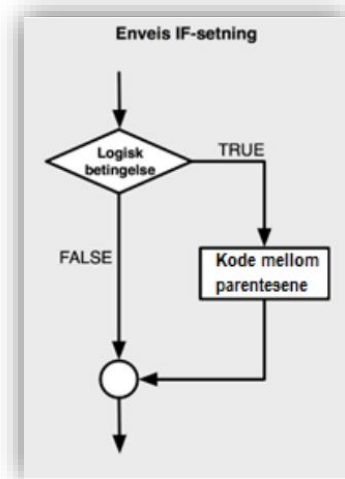 Enveis IF-setning
Logisk
betingelse
TRUE
FALSE
Kode mellom
parentesene